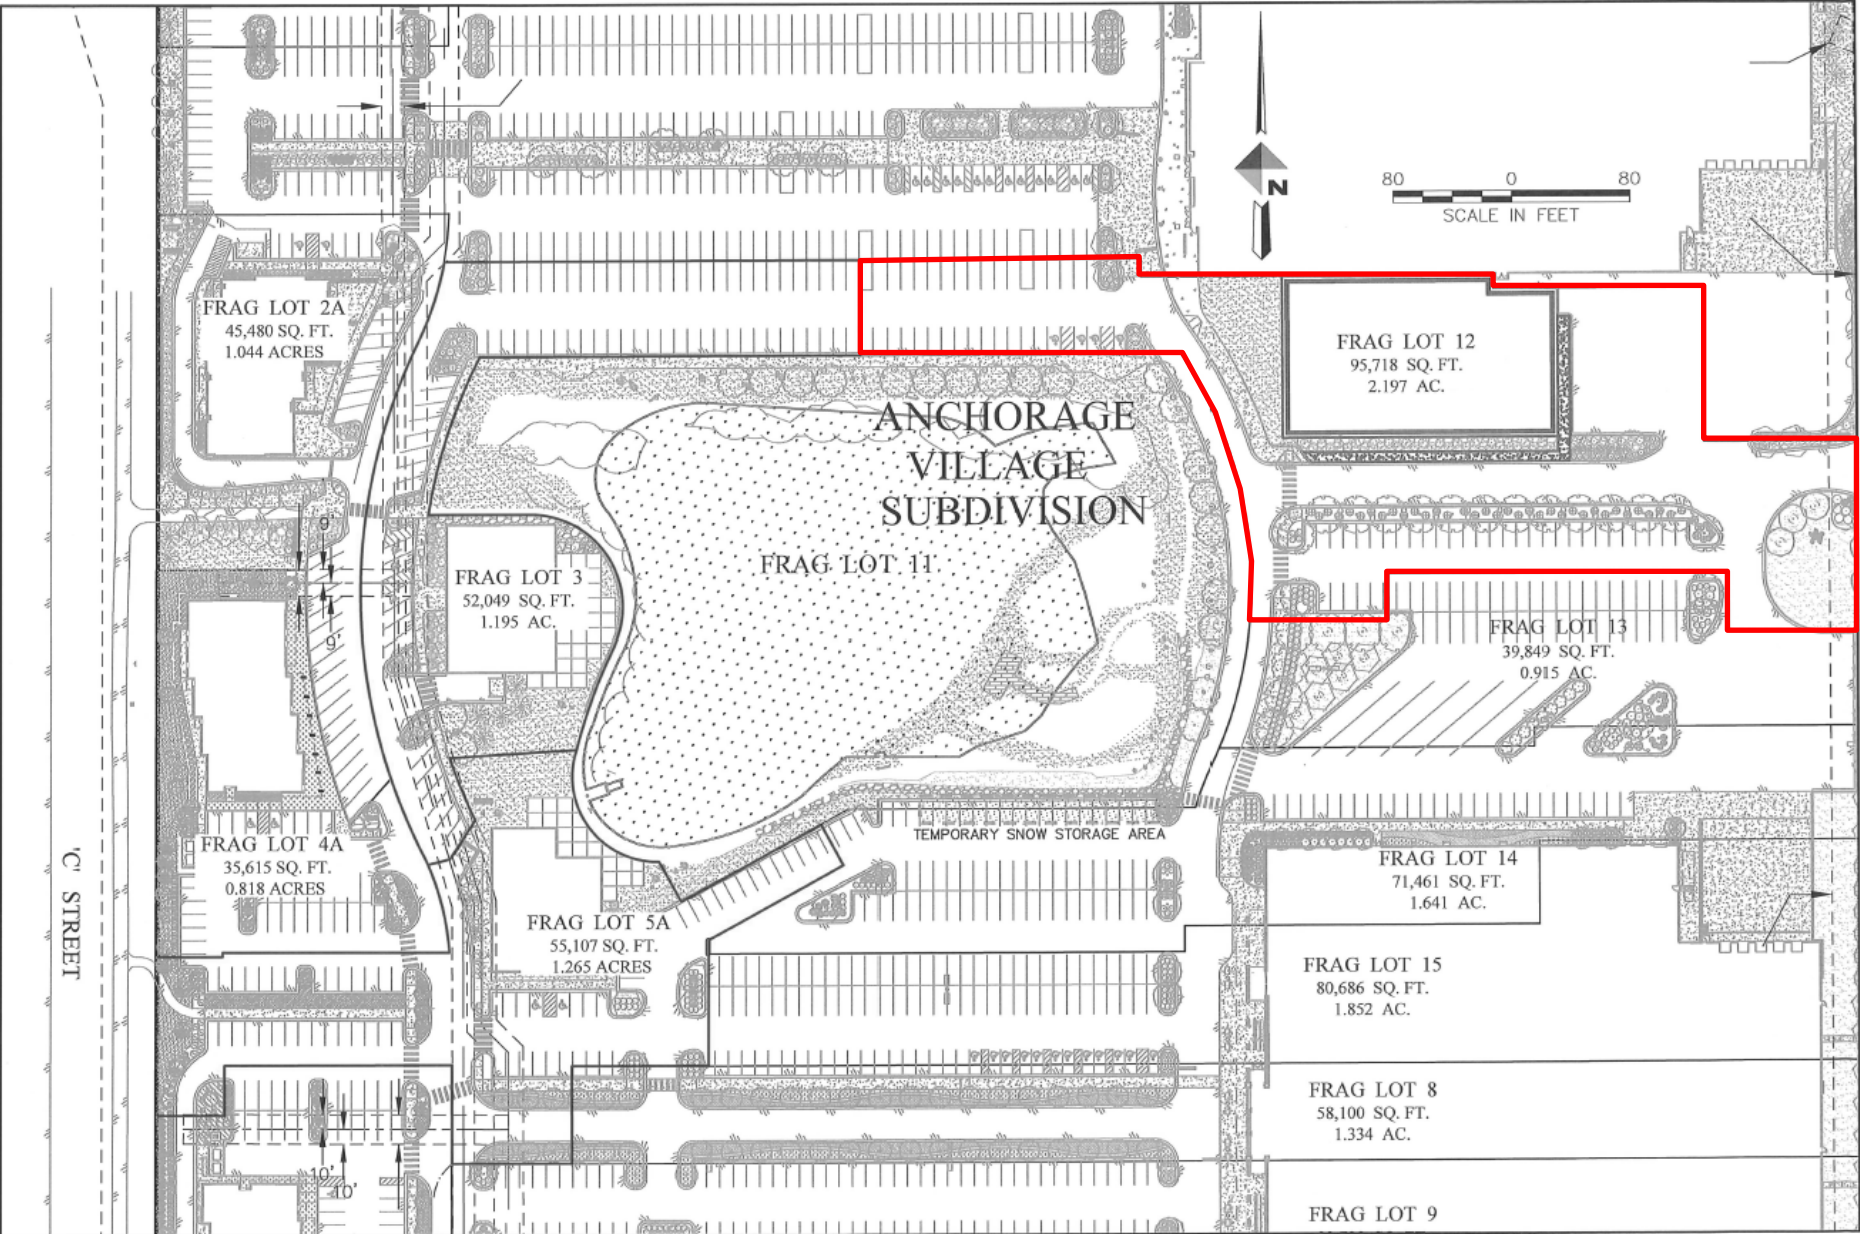 N
80 0 80
SCALE IN FEET
FRAG LOT 2A
45,480 SQ. FT.
1.044 ACRES
FRAG LOT 12
95,718 SQ. FT.
2.197 AC.
ANCHORAGE
VILLAGE
SUBDIVISION
FRAG LOT 11
9'
9'
FRAG LOT 3
52,049 SQ. FT.
1.195 AC.
FRAG LOT 13
39,849 SQ. FT.
0.915 AC.
TEMPORARY SNOW STORAGE AREA
FRAG LOT 4A
35,615 SQ. FT.
0.818 ACRES
FRAG LOT 14
71,461 SQ. FT.
1.641 AC.
'C' STREET
FRAG LOT 5A
55,107 SQ. FT.
1.265 ACRES
FRAG LOT 15
80,686 SQ. FT.
1.852 AC.
FRAG LOT 8
58,100 SQ. FT.
1.334 AC.
10'
10'
FRAG LOT 9